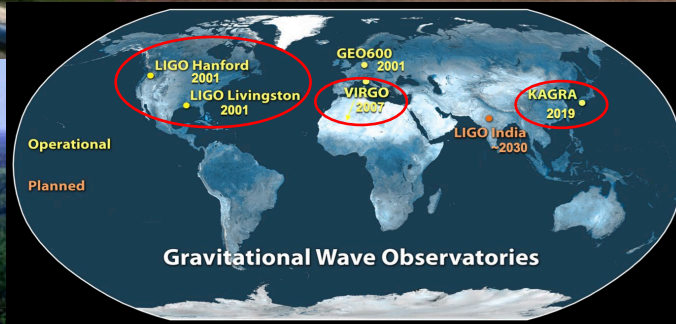 GEO600
2001
LIGO Hanford
2001
LIGO Livingston
2001
VIRGO
2007
KAGRA
2019
LIGO India
~2030
Operational
Planned
Gravitational Wave Observatories